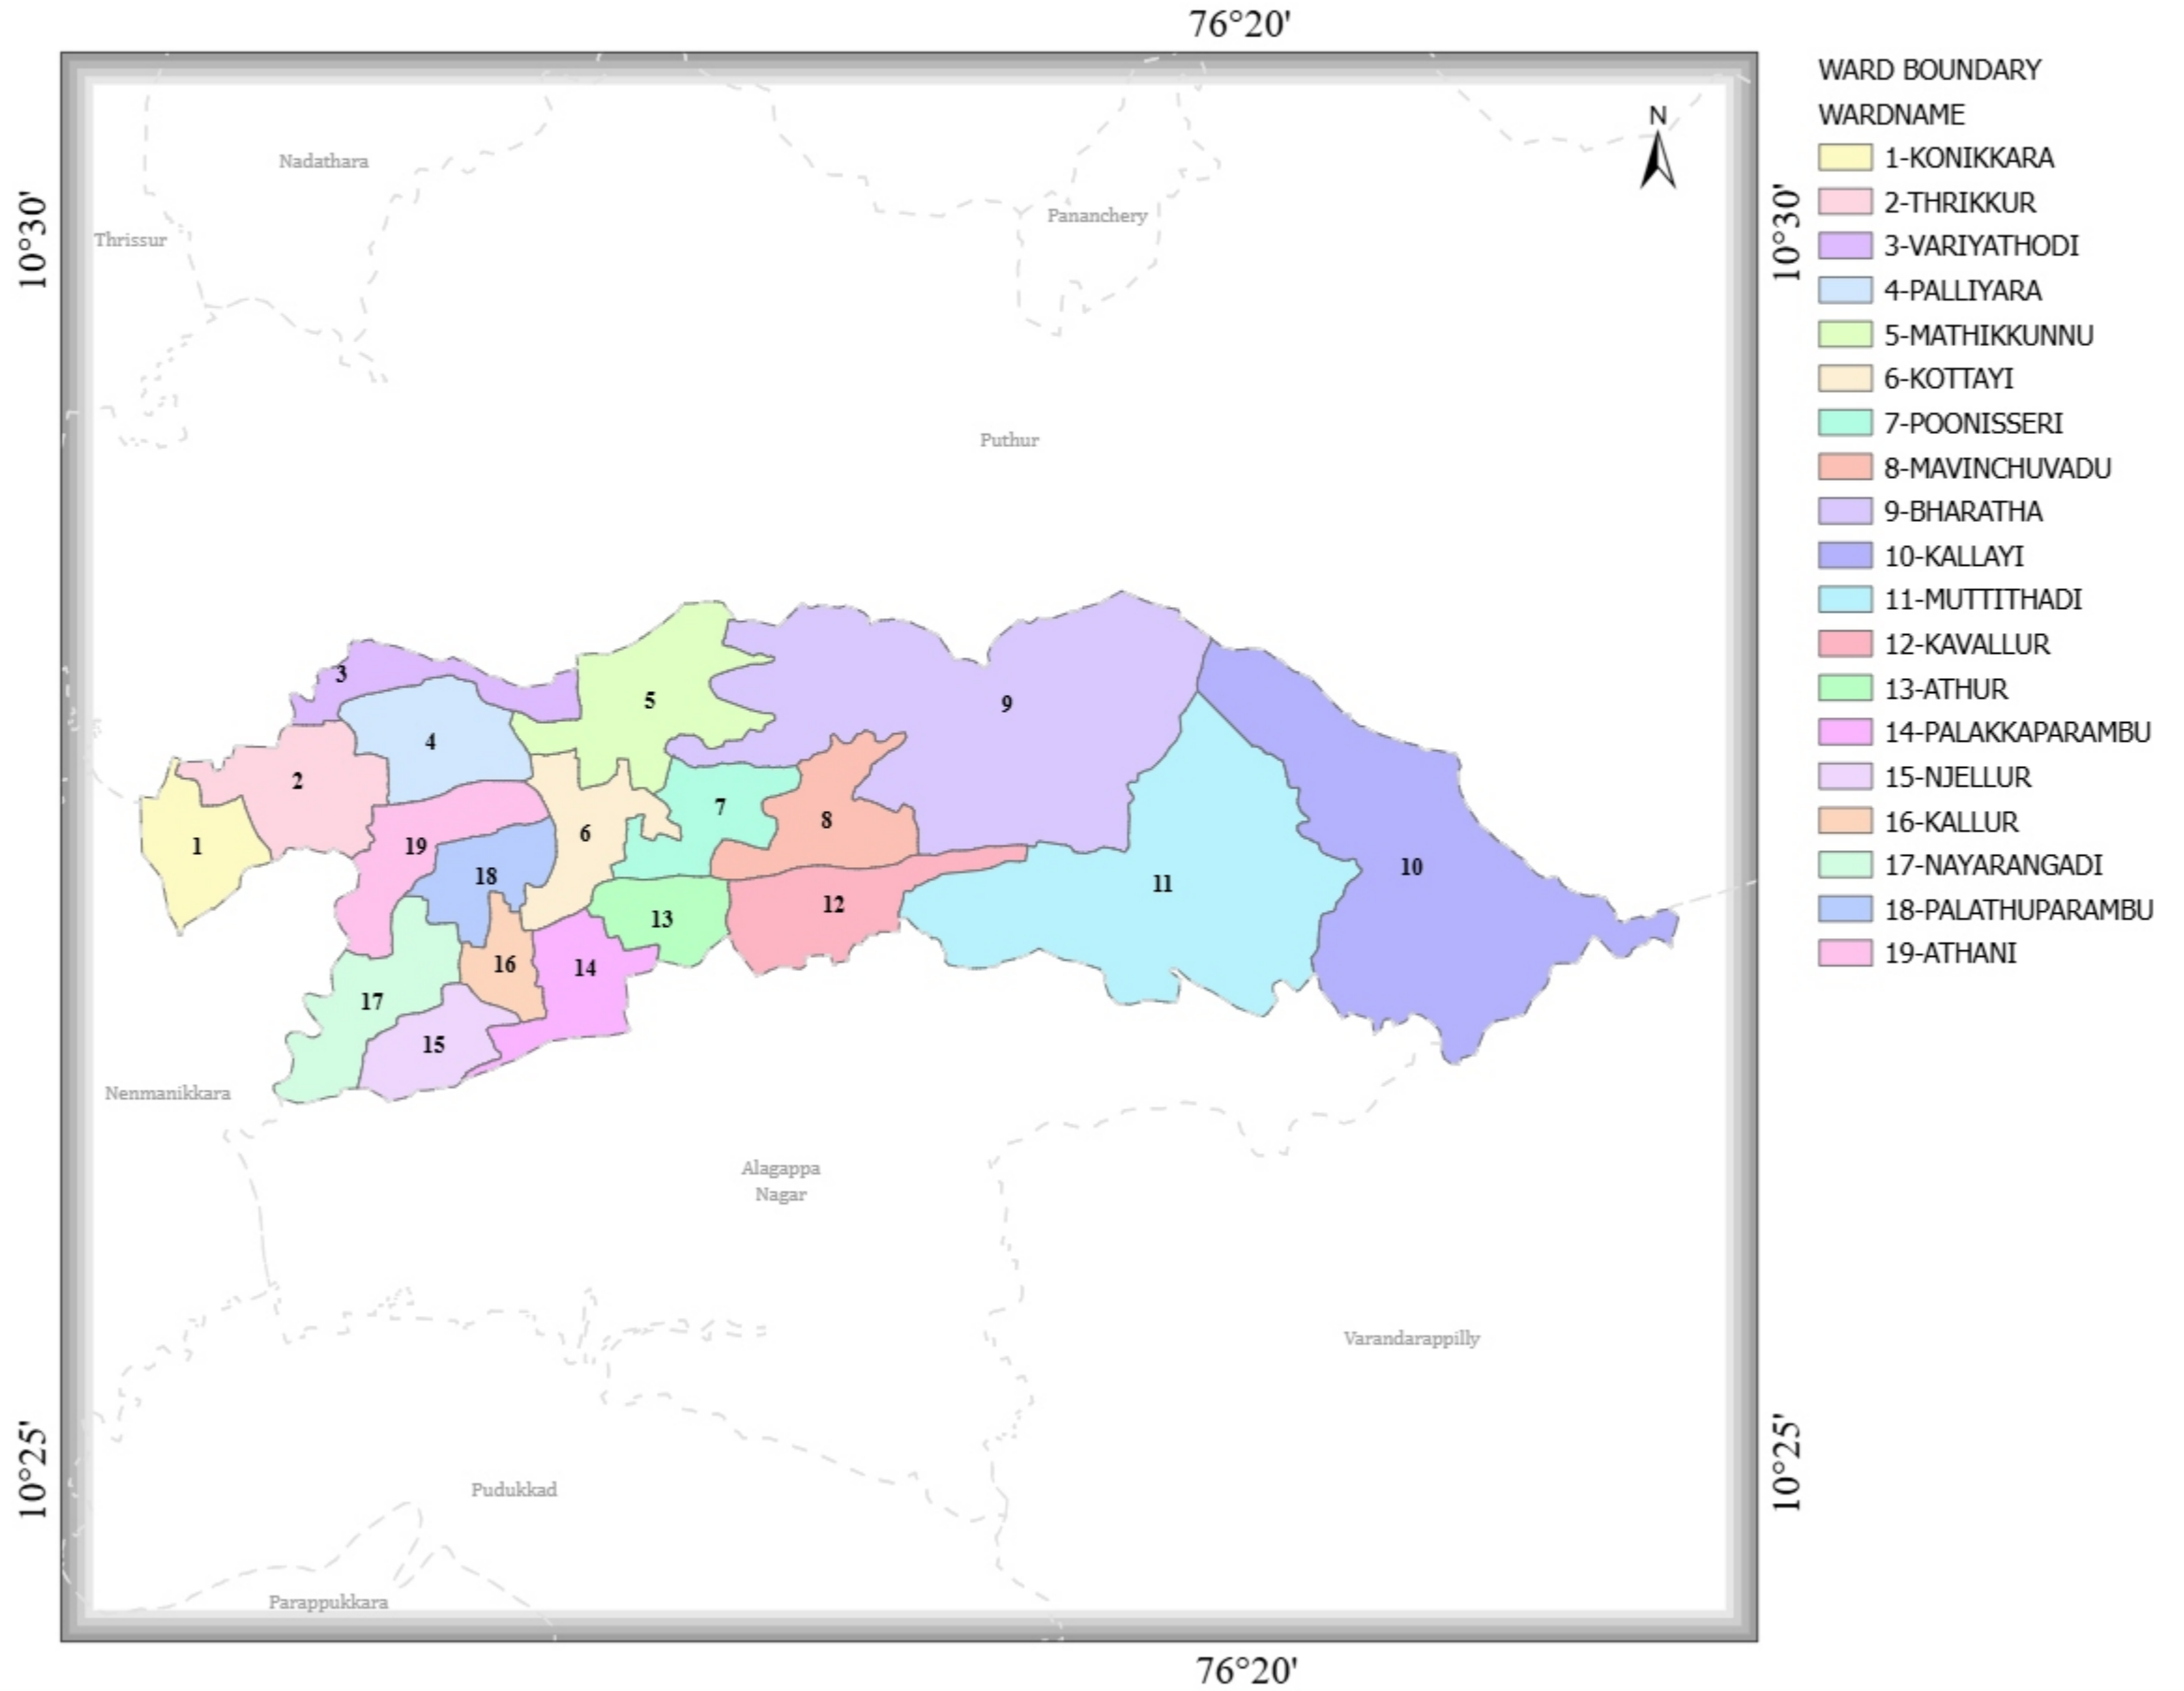 76°20'
WARD BOUNDARY
WARDNAME
1-KONIKKARA
2-THRIKKUR
3-VARIYATHODI
4-PALLIYARA
5-MATHIKKUNNU
6-KOTTAYI
7-POONISSERI
8-MAVINCHUVADU
9-BHARATHA
10-KALLAYI
11-MUTTITHADI
12-KAVALLUR
13-ATHUR
14-PALAKKAPARAMBU
15-NJELLUR
16-KALLUR
17-NAYARANGADI
18-PALATHUPARAMBU
19-ATHANI
N
Nadathara
Pananchery
Thrissur
10°30'
10°30'
Puthur
3
5
9
4
2
7
8
6
1
19
10
18
11
12
13
16
14
17
15
Nenmanikkara
Alagappa
Nagar
Varandarappilly
10°25'
10°25'
Pudukkad
Parappukkara
76°20'